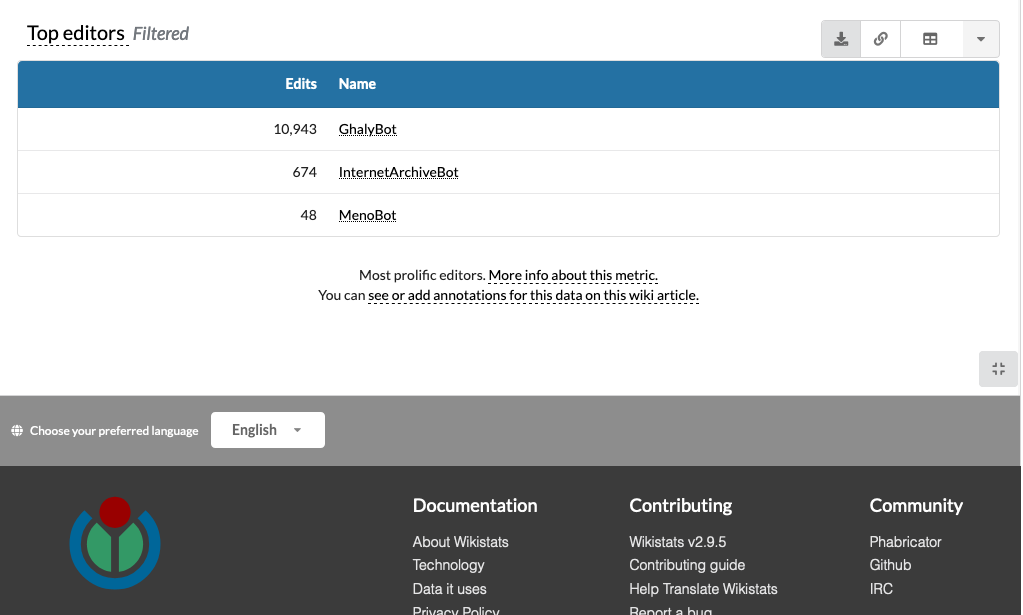 Top editors Filtered
Edits Name
10,943 GhalyBot
674 InternetArchiveBot
48 MenoBot
Most prolific editors. More info about this metric.
You can see or add annotations for this data on this wiki article.
Choose your preferred language English
Documentation Contributing Community
About Wikistats Wikistats v2.9.5 Phabricator
Technology Contributing guide Github
Data it uses Help Translate Wikistats IRC
Privacy Policy Report a bug